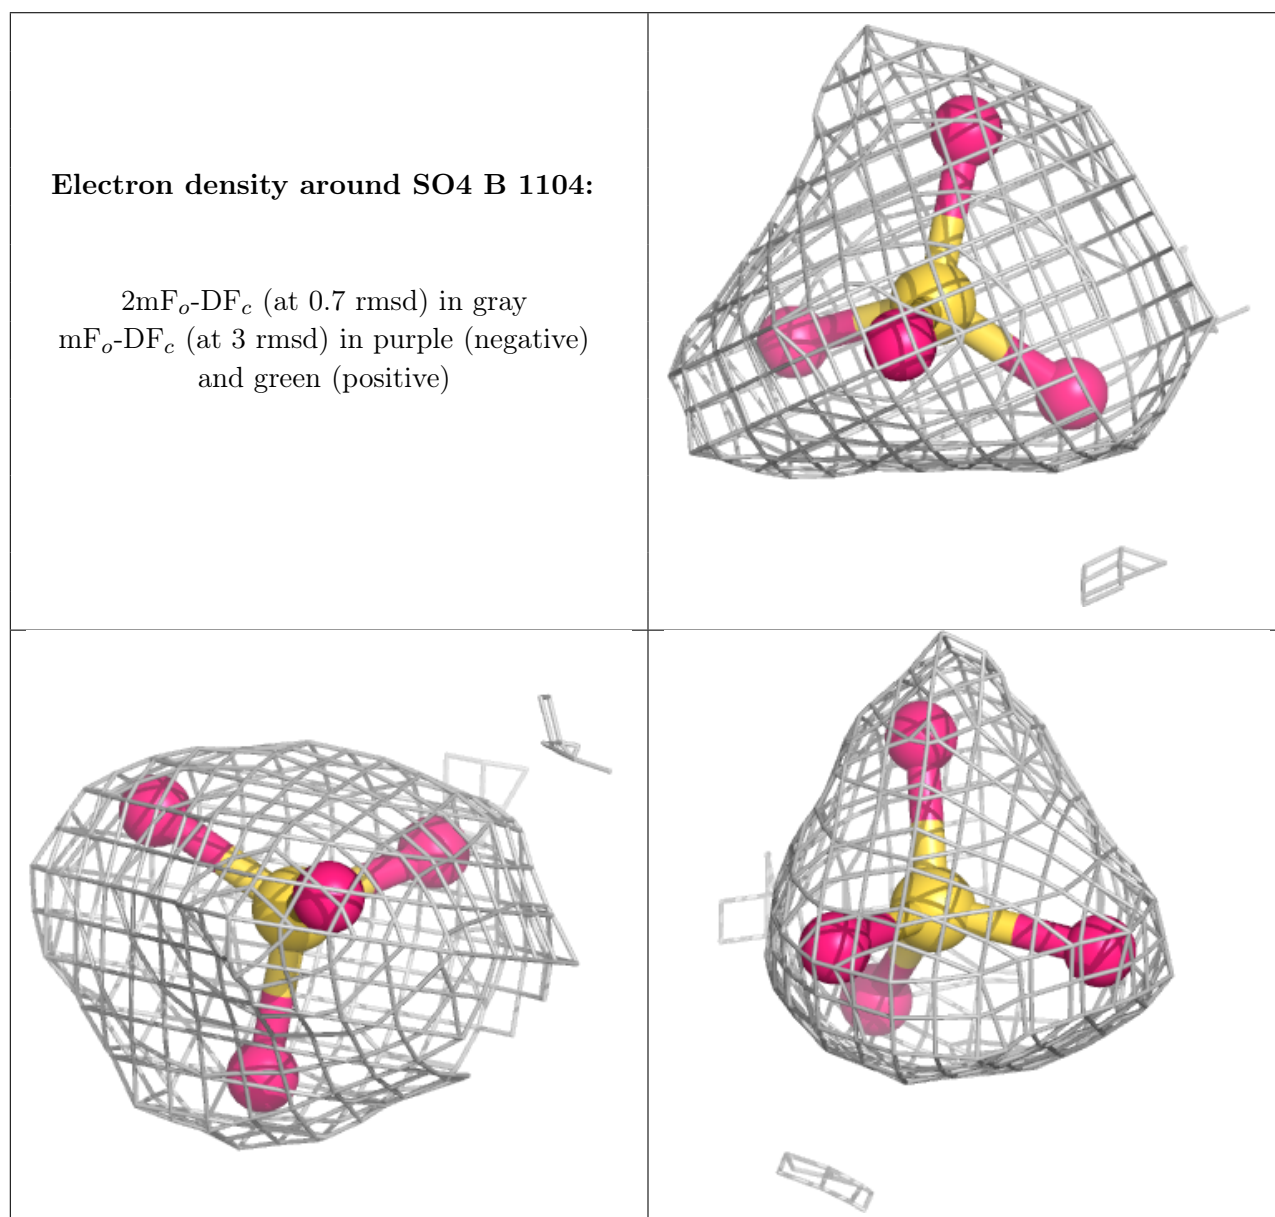 Electron density around SO4 B 1104:
2mFo-DFc (at 0.7 rmsd) in gray
mFo-DFc (at 3 rmsd) in purple (negative)
and green (positive)